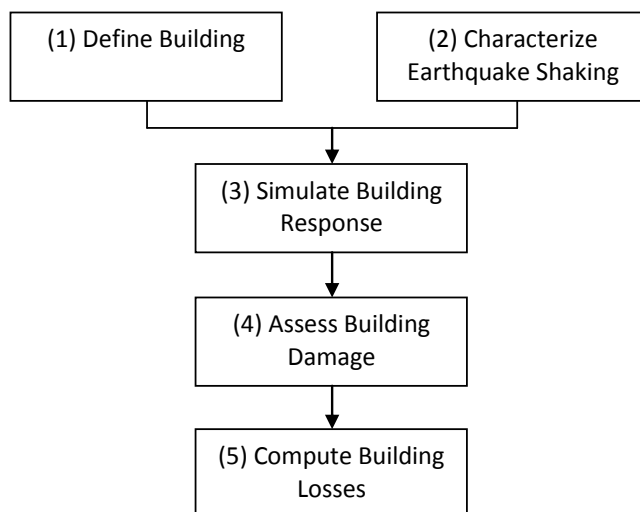 (1) Define Building
(2) Characterize
Earthquake Shaking
(3) Simulate Building
Response
(4) Assess Building
Damage
(5) Compute Building
Losses